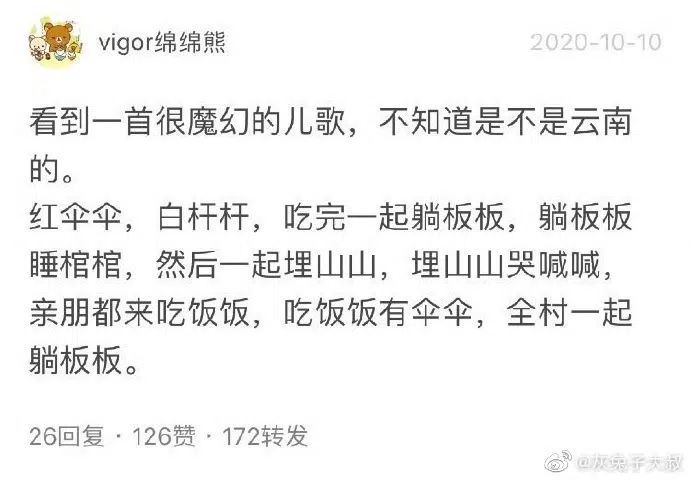 vigor绵绵熊
2020-10-10
看到一首很魔幻的儿歌，不知道是不是云南
的。
红伞伞，白杆杆，吃完一起躺板板，躺板板
睡棺棺，然后一起埋山山，埋山山哭喊喊，
亲朋都来吃饭饭，吃饭饭有伞伞，全村一起
躺板板。
26回复 · 126赞 · 172转发
@灰兔子大叔